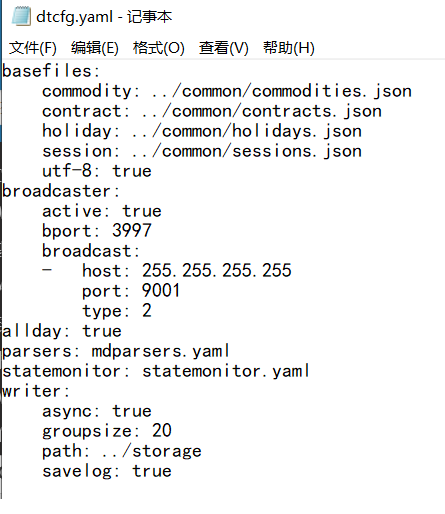 dtcfg.yaml - 记事本
文件(F) 编辑(E) 格式(O) 查看(V) 帮助(H)
basefiles:
    commodity: ../common/commodities.json
    contract: ../common/contracts.json
    holiday: ../common/holidays.json
    session: ../common/sessions.json
    utf-8: true
broadcaster:
    active: true
    bport: 3997
    broadcast:
    -   host: 255.255.255.255
        port: 9001
        type: 2
allday: true
parsers: mdparsers.yaml
statemonitor: statemonitor.yaml
writer:
    async: true
    groupsize: 20
    path: ../storage
    savelog: true